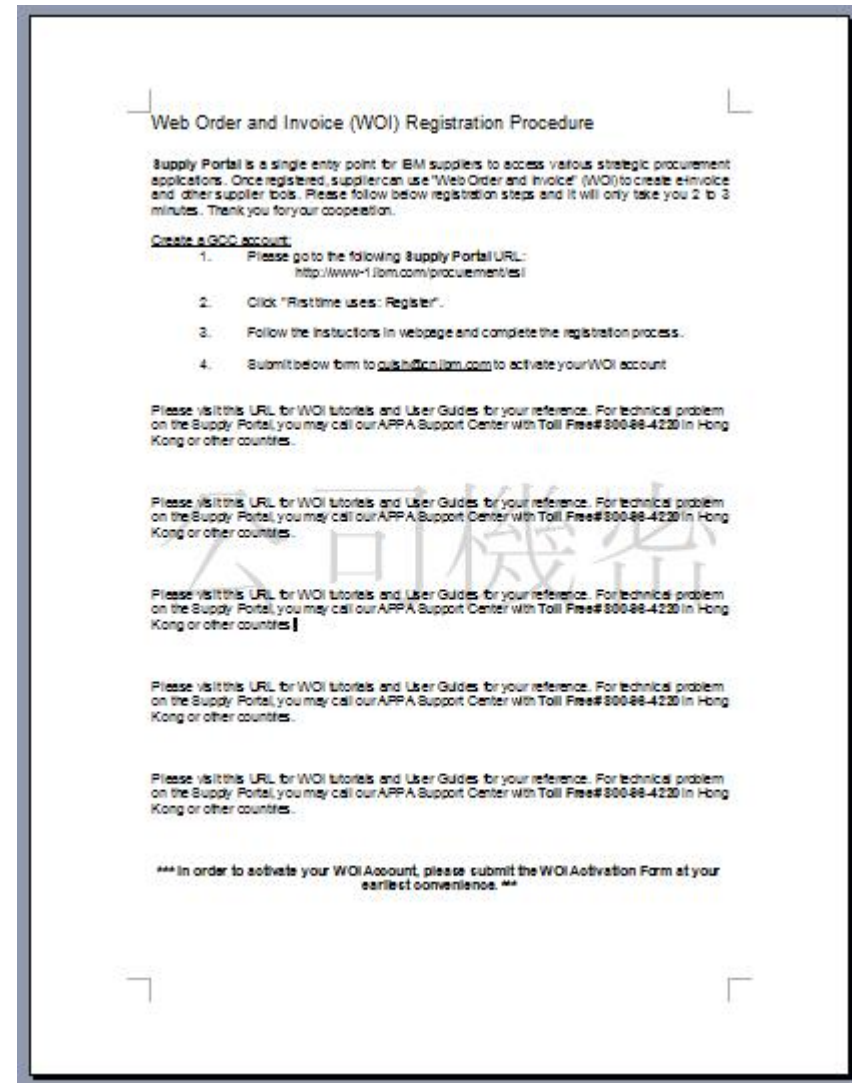 Web Order and Invoice (WOI) Registration Procedure
Supply Portal is a single entry point for IBM suppliers to access various strategic procurement
applications. Once registered, supplier can use "Web Order and Invoice" (WOI) to create e-invoice
and other supplier tools. Please follow below registration steps and it will only take you 2 to 3
minutes. Thank you for your cooperation.
Create a GCC account:
1. Please go to the following Supply Portal URL:
http://www-1.ibm.com/procurement/esi
2. Click "First time users: Register".
3. Follow the instructions in webpage and complete the registration process.
4. Submit below form to @cn.ibm.com to activate your WOI account
Please visit this URL for WOI tutorials and User Guides for your reference. For technical problem
on the Supply Portal, you may call our APPA Support Center with Toll Free# 800-86-4220 in Hong
Kong or other countries.
Please visit this URL for WOI tutorials and User Guides for your reference. For technical problem
on the Supply Portal, you may call our APPA Support Center with Toll Free# 800-86-4220 in Hong
Kong or other countries.
公司機密
Please visit this URL for WOI tutorials and User Guides for your reference. For technical problem
on the Supply Portal, you may call our APPA Support Center with Toll Free# 800-86-4220 in Hong
Kong or other countries.
Please visit this URL for WOI tutorials and User Guides for your reference. For technical problem
on the Supply Portal, you may call our APPA Support Center with Toll Free# 800-86-4220 in Hong
Kong or other countries.
Please visit this URL for WOI tutorials and User Guides for your reference. For technical problem
on the Supply Portal, you may call our APPA Support Center with Toll Free# 800-86-4220 in Hong
Kong or other countries.
*** In order to activate your WOI Account, please submit the WOI Activation Form at your
earliest convenience. ***